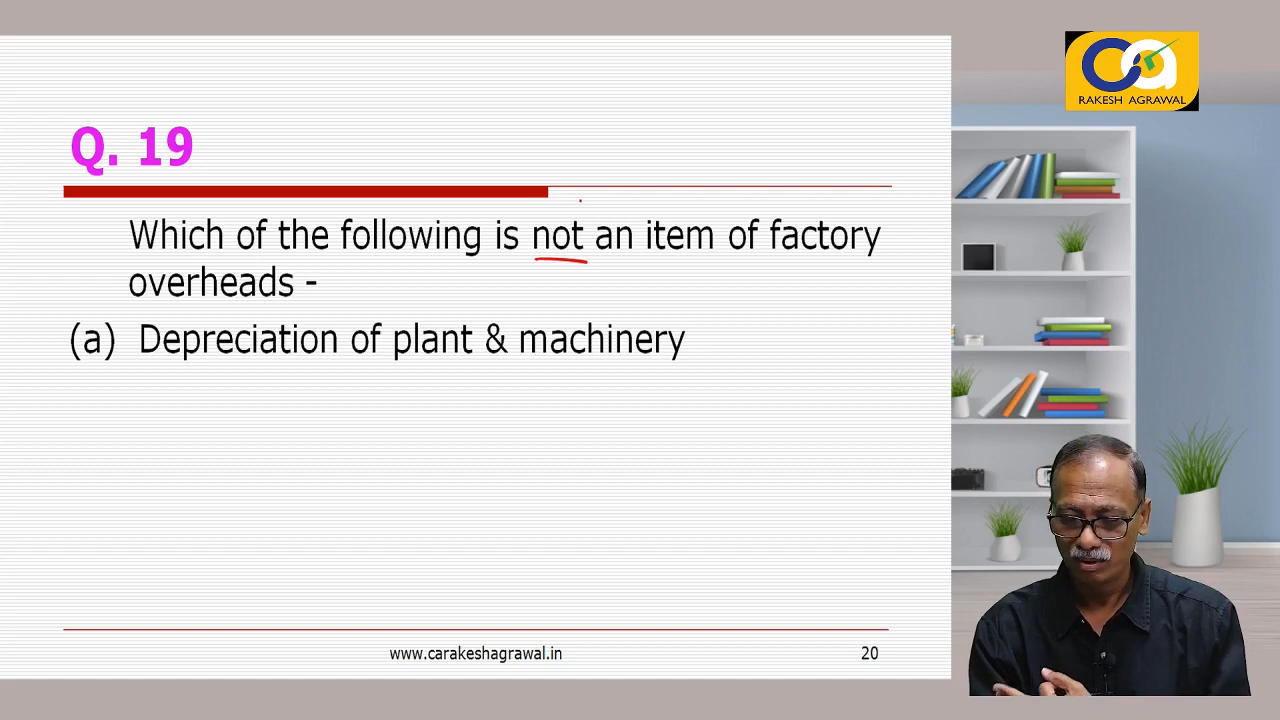 Ca
RAKESH AGRAWAL
Q. 19
Which of the following is not an item of factory
overheads -
(a) Depreciation of plant & machinery
www.carakeshagrawal.in
20